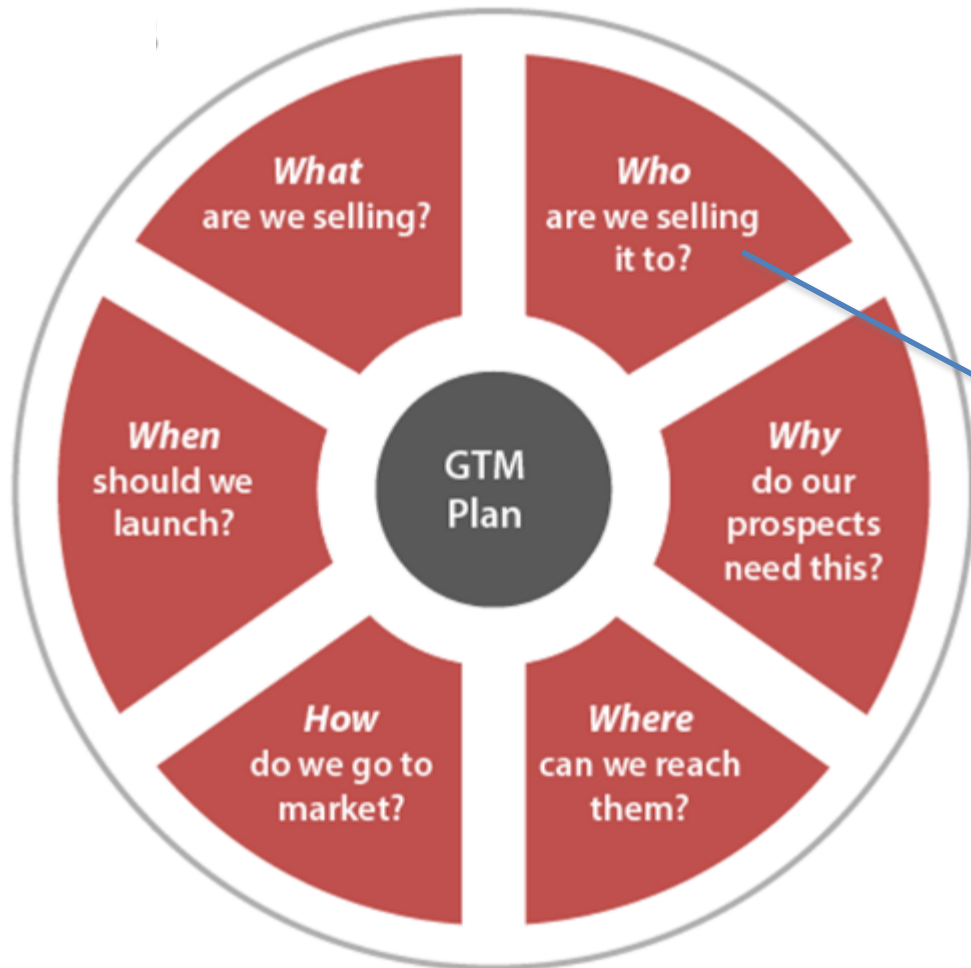 What
are we selling?
Who
are we selling
it to?
When
should we
launch?
GTM
Plan
Why
do our
prospects
need this?
How
do we go to
market?
Where
can we reach
them?